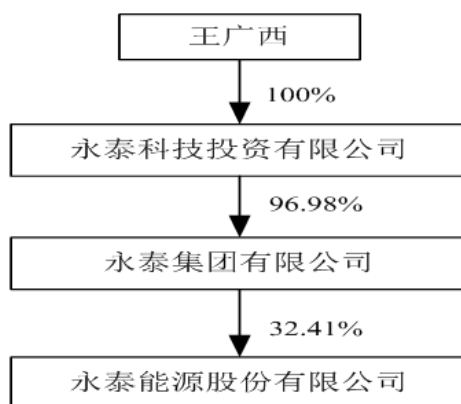 王广西
100%
永泰科技投资有限公司
96.98%
永泰集团有限公司
32.41%
永泰能源股份有限公司